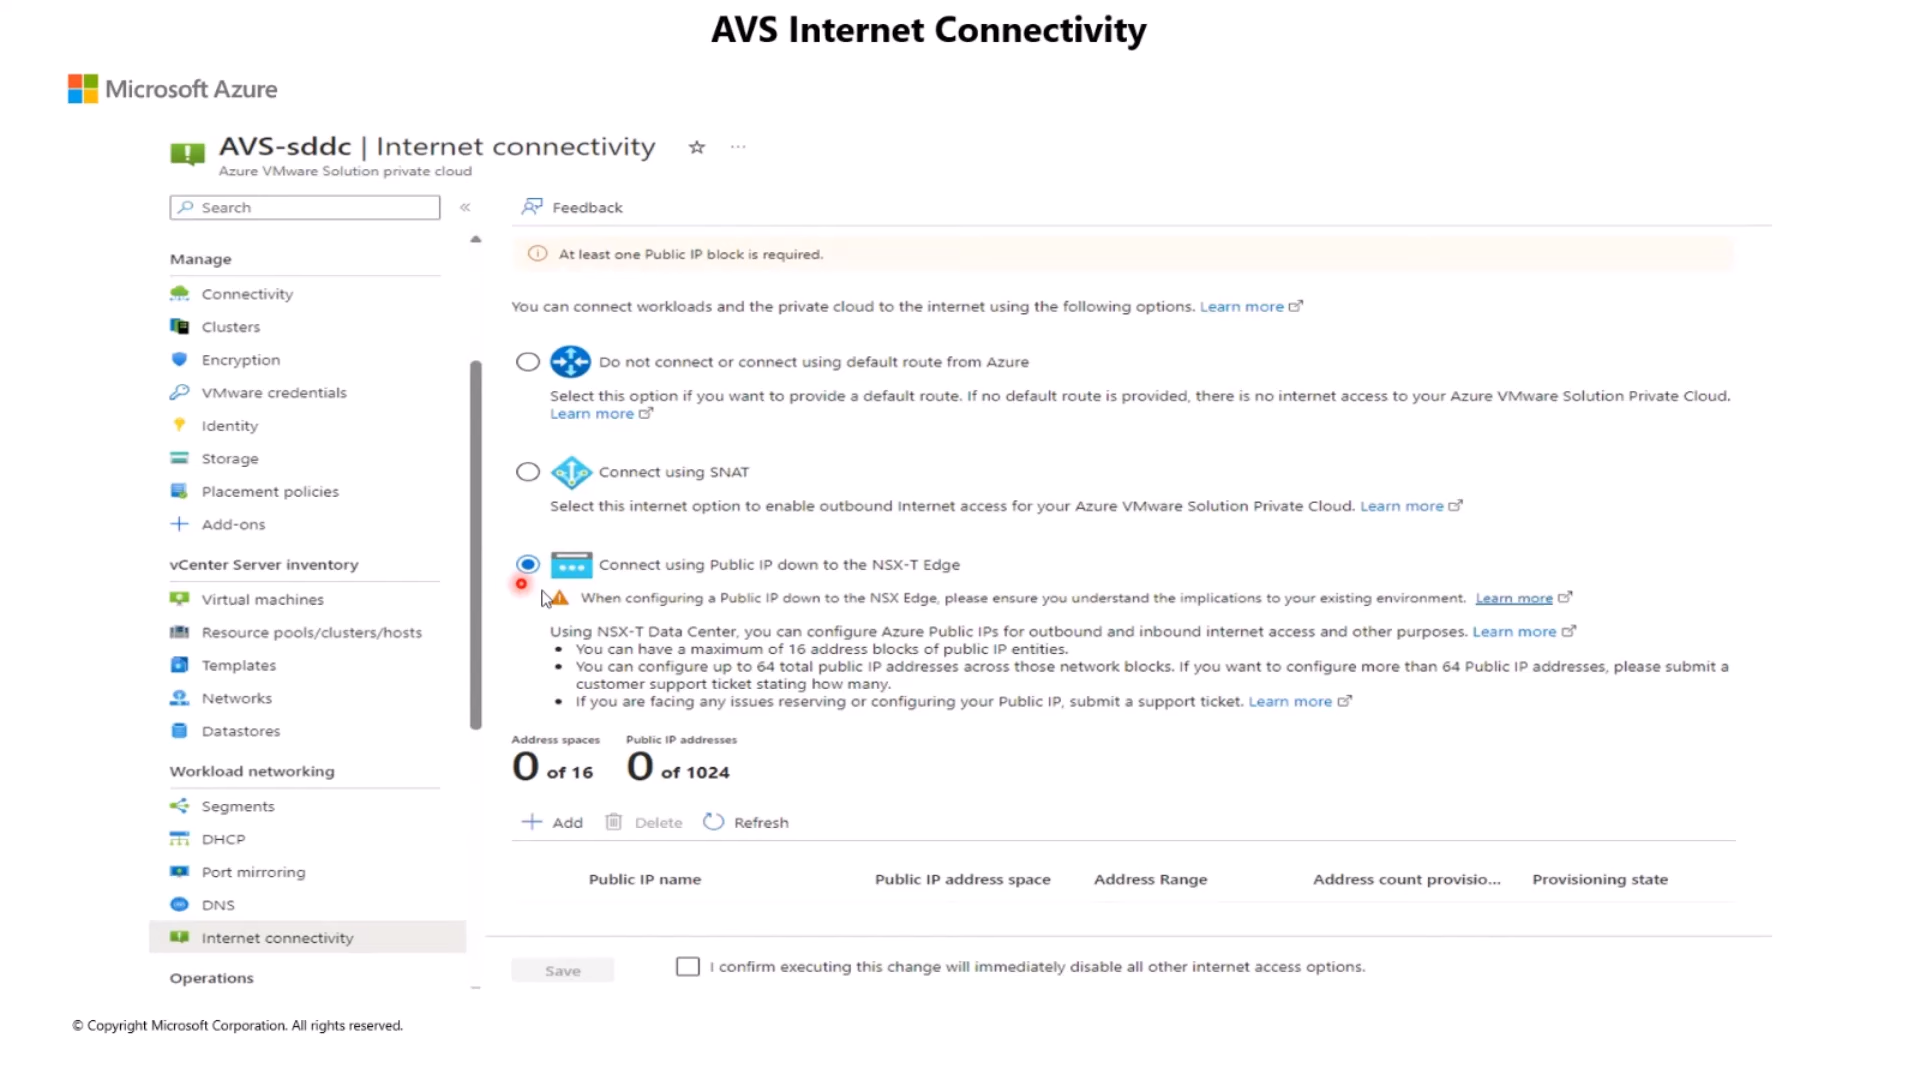 AVS Internet Connectivity
Microsoft Azure
AVS-sddc | Internet connectivity
Azure VMware Solution private cloud
Search
Manage
Connectivity
Clusters
Encryption
VMware credentials
Identity
Storage
Placement policies
Add-ons
vCenter Server inventory
Virtual machines
Resource pools/clusters/hosts
Templates
Networks
Datastores
Workload networking
Segments
DHCP
Port mirroring
DNS
Internet connectivity
Operations
Feedback
At least one Public IP block is required.
You can connect workloads and the private cloud to the internet using the following options. Learn more
Do not connect or connect using default route from Azure
Select this option if you want to provide a default route. If no default route is provided, there is no internet access to your Azure VMware Solution Private Cloud.
Learn more
Connect using SNAT
Select this internet option to enable outbound Internet access for your Azure VMware Solution Private Cloud. Learn more
Connect using Public IP down to the NSX-T Edge
When configuring a Public IP down to the NSX Edge, please ensure you understand the implications to your existing environment. Learn more
Using NSX-T Data Center, you can configure Azure Public IPs for outbound and inbound internet access and other purposes. Learn more
• You can have a maximum of 16 address blocks of public IP entities.
• You can configure up to 64 total public IP addresses across those network blocks. If you want to configure more than 64 Public IP addresses, please submit a
customer support ticket stating how many.
• If you are facing any issues reserving or configuring your Public IP, submit a support ticket. Learn more
Address spaces Public IP addresses
0 of 16 0 of 1024
Add Delete Refresh
Public IP name Public IP address space Address Range Address count provisio... Provisioning state
Save I confirm executing this change will immediately disable all other internet access options.
© Copyright Microsoft Corporation. All rights reserved.